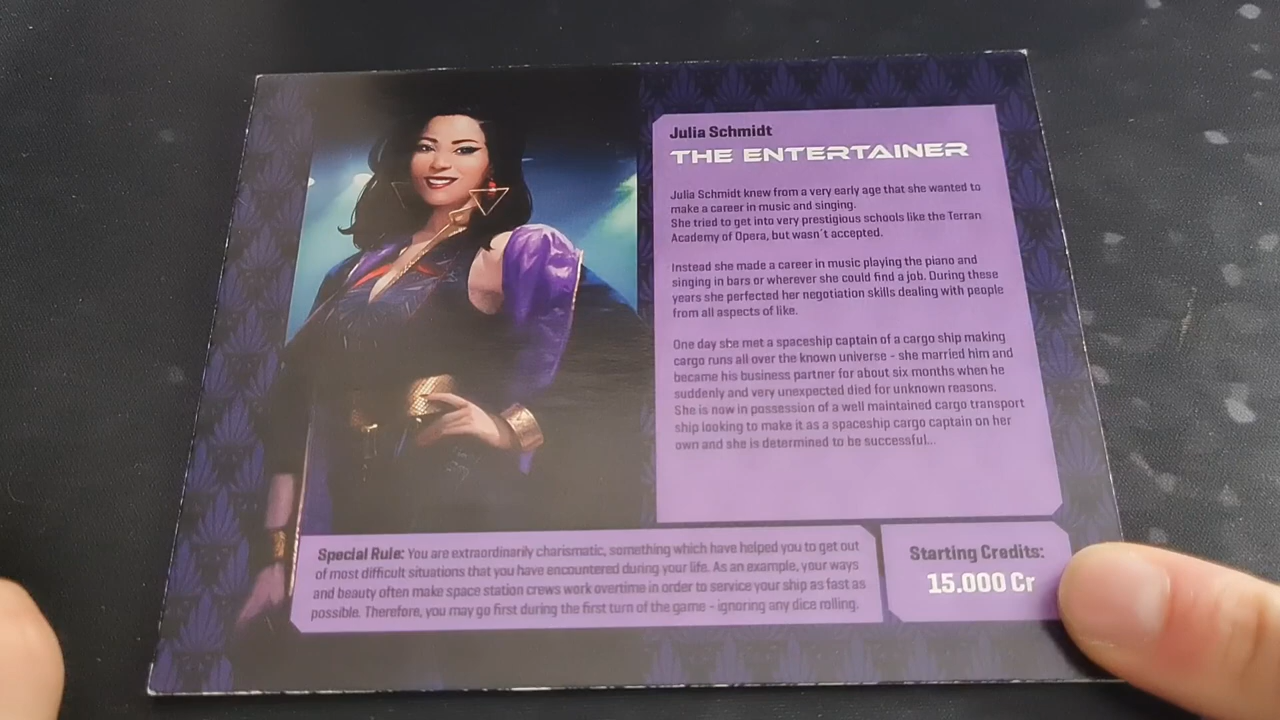 Julia Schmidt
THE ENTERTAINER
Julia Schmidt knew from a very early age that she wanted to
make a career in music and singing.
She tried to get into very prestigious schools like the Terran
Academy of Opera, but wasn´t accepted.
Instead she made a career in music playing the piano and
singing in bars or wherever she could find a job. During these
years she perfected her negotiation skills dealing with people
from all aspects of like.
One day she met a spaceship captain of a cargo ship making
cargo runs all over the known universe - she married him and
became his business partner for about six months when he
suddenly and very unexpected died for unknown reasons.
She is now in possession of a well maintained cargo transport
ship looking to make it as a spaceship cargo captain on her
own and she is determined to be successful...
Special Rule: You are extraordinarily charismatic, something which have helped you to get out
of most difficult situations that you have encountered during your life. As an example, your ways
and beauty often make space station crews work overtime in order to service your ship as fast as
possible. Therefore, you may go first during the first turn of the game - ignoring any dice rolling.
Starting Credits:
15.000 Cr